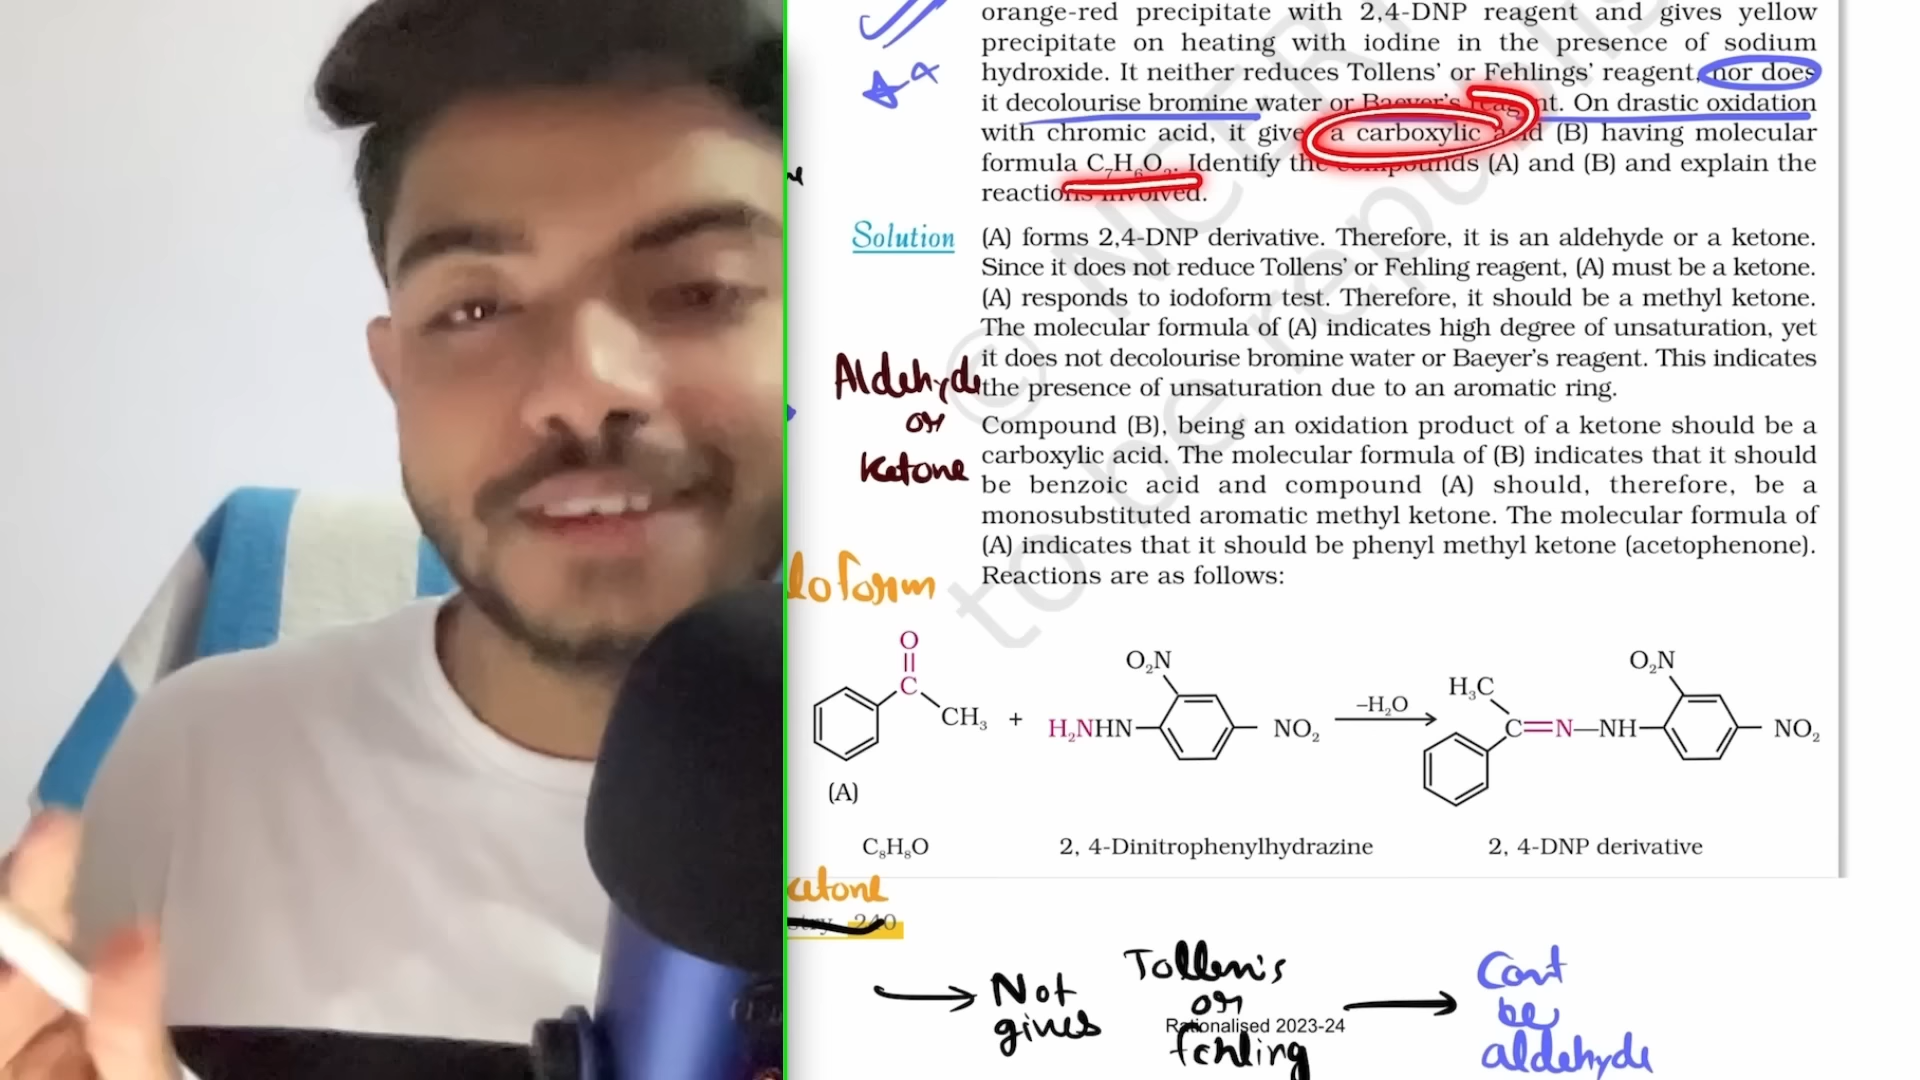 orange-red precipitate with 2,4-DNP reagent and gives yellow
precipitate on heating with iodine in the presence of sodium
hydroxide. It neither reduces Tollens' or Fehlings' reagent, nor does
it decolourise bromine water or Baeyer's reagent. On drastic oxidation
with chromic acid, it gives a carboxylic acid (B) having molecular
formula C₇H₆O₂. Identify the compounds (A) and (B) and explain the
reactions involved.
Solution
(A) forms 2,4-DNP derivative. Therefore, it is an aldehyde or a ketone.
Since it does not reduce Tollens' or Fehling reagent, (A) must be a ketone.
(A) responds to iodoform test. Therefore, it should be a methyl ketone.
The molecular formula of (A) indicates high degree of unsaturation, yet
it does not decolourise bromine water or Baeyer's reagent. This indicates
the presence of unsaturation due to an aromatic ring.
Aldehyde
or
Ketone
Compound (B), being an oxidation product of a ketone should be a
carboxylic acid. The molecular formula of (B) indicates that it should
be benzoic acid and compound (A) should, therefore, be a
monosubstituted aromatic methyl ketone. The molecular formula of
(A) indicates that it should be phenyl methyl ketone (acetophenone).
Reactions are as follows:
doform
O
C
CH₃
+
H₂NHN
O₂N
NO₂
–H₂O
H₃C
C=N—NH
O₂N
NO₂
(A)
C₈H₈O
2, 4-Dinitrophenylhydrazine
2, 4-DNP derivative
etone
stry 240
Not
gives
Tollen's
or
fehling
Cant
be
aldehyde
Rationalised 2023-24
© NCERT
to be republis